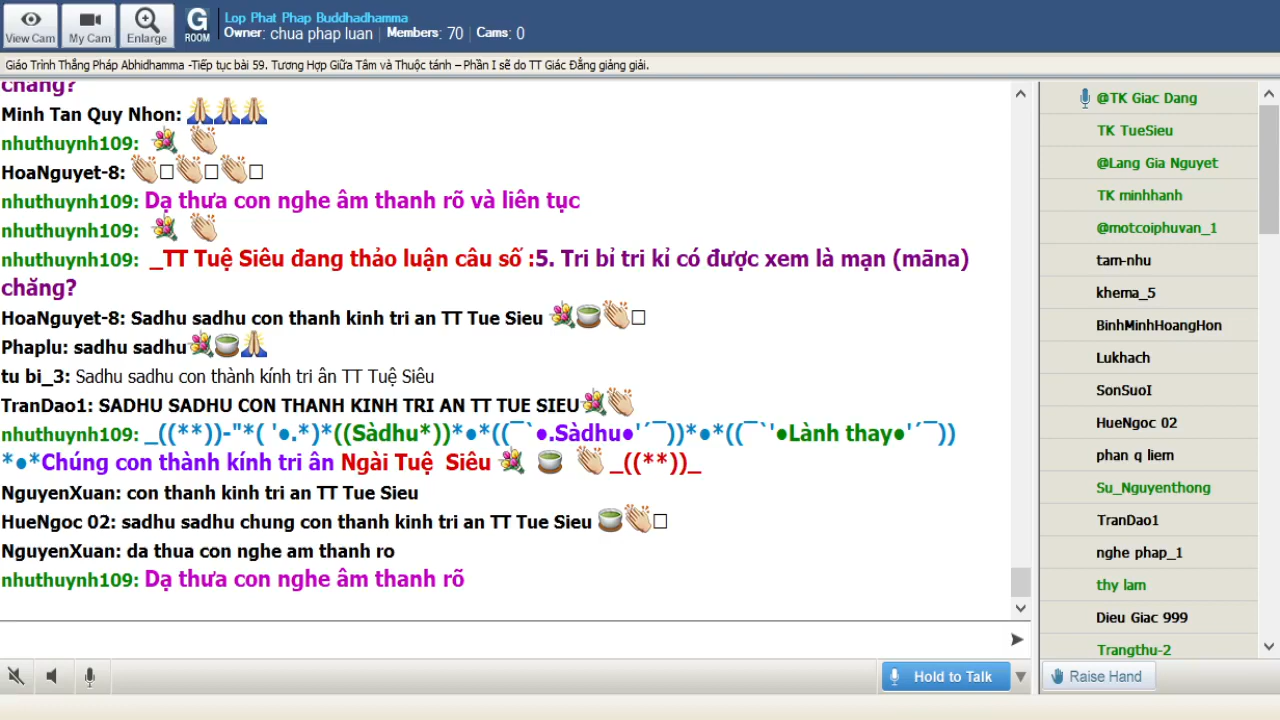 View Cam
My Cam
Enlarge
G
ROOM
Lop Phat Phap Buddhadhamma
Owner: chua phap luan Members: 70 Cams: 0
Giáo Trình Thắng Pháp Abhidhamma -Tiếp tục bài 59. Tương Hợp Giữa Tâm và Thuộc tánh – Phần I sẽ do TT Giác Đẳng giảng giải.
chăng?
Minh Tan Quy Nhon: 🙏🙏🙏
nhuthuynh109: 💐 👏
HoaNguyet-8: 👏□👏□👏□
nhuthuynh109: Dạ thưa con nghe âm thanh rõ và liên tục
nhuthuynh109: 💐 👏
nhuthuynh109: _TT Tuệ Siêu đang thảo luận câu số :5. Tri bỉ tri kỉ có được xem là mạn (māna)
chăng?
HoaNguyet-8: Sadhu sadhu con thanh kinh tri an TT Tue Sieu 💐🍵👏□
Phaplu: sadhu sadhu💐🍵🙏
tu bi_3: Sadhu sadhu con thành kính tri ân TT Tuệ Siêu
TranDao1: SADHU SADHU CON THANH KINH TRI AN TT TUE SIEU💐👏
nhuthuynh109: _((**))-"*( '●.*)*((Sàdhu*))*●*((¯`●.Sàdhu●'´¯))*●*((¯`'●Lành thay●'´¯))
*●*Chúng con thành kính tri ân Ngài Tuệ Siêu 💐 🍵 👏 _((**))_
NguyenXuan: con thanh kinh tri an TT Tue Sieu
HueNgoc 02: sadhu sadhu chung con thanh kinh tri an TT Tue Sieu 🍵👏□
NguyenXuan: da thua con nghe am thanh ro
nhuthuynh109: Dạ thưa con nghe âm thanh rõ
Hold to Talk
@TK Giac Dang
TK TueSieu
@Lang Gia Nguyet
TK minhhanh
@motcoiphuvan_1
tam-nhu
khema_5
BinhMinhHoangHon
Lukhach
SonSuoI
HueNgoc 02
phan q liem
Su_Nguyenthong
TranDao1
nghe phap_1
thy lam
Dieu Giac 999
Trangthu-2
Raise Hand